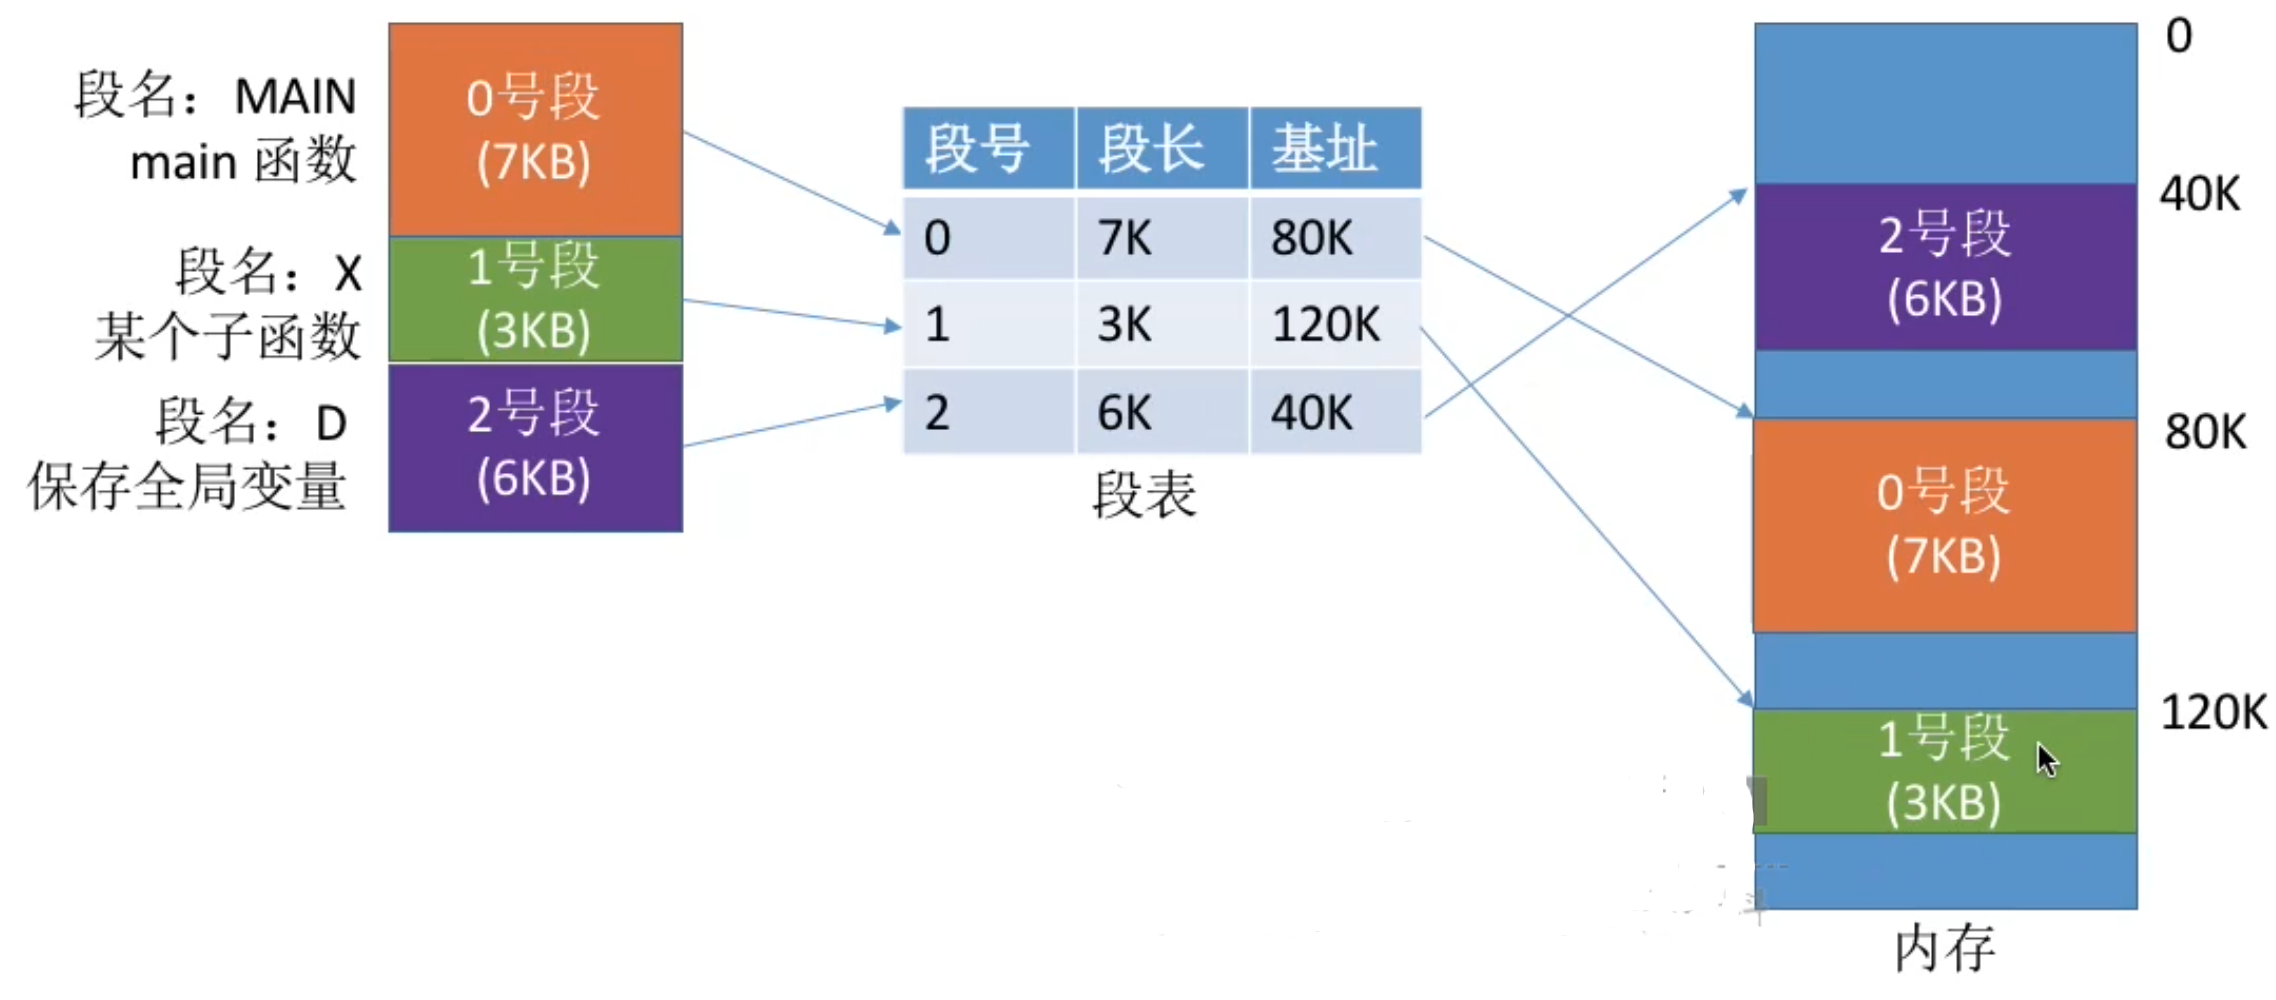 段名：MAIN
main 函数
段名：X
某个子函数
段名：D
保存全局变量
0号段
(7KB)
1号段
(3KB)
2号段
(6KB)
段号 段长 基址
0 7K 80K
1 3K 120K
2 6K 40K
段表
0
40K
2号段
(6KB)
80K
0号段
(7KB)
120K
1号段
(3KB)
内存